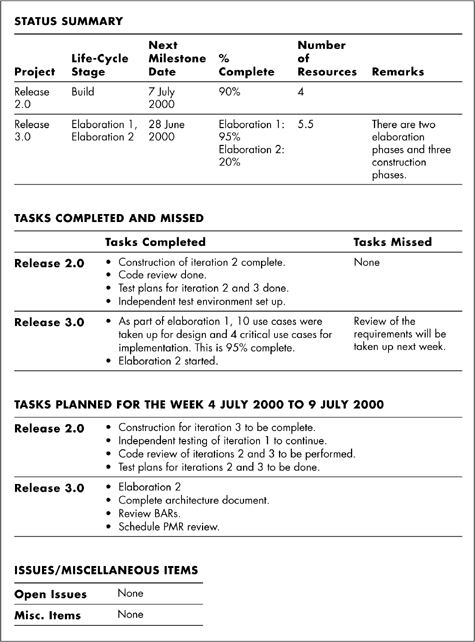 STATUS SUMMARY
Project Life-Cycle Stage Next Milestone Date % Complete Number of Resources Remarks
Release 2.0 Build 7 July 2000 90% 4
Release 3.0 Elaboration 1, Elaboration 2 28 June 2000 Elaboration 1: 95% Elaboration 2: 20% 5.5 There are two elaboration phases and three construction phases.
TASKS COMPLETED AND MISSED
Tasks Completed Tasks Missed
Release 2.0 • Construction of iteration 2 complete. None
• Code review done.
• Test plans for iteration 2 and 3 done.
• Independent test environment set up.
Release 3.0 • As part of elaboration 1, 10 use cases were Review of the
taken up for design and 4 critical use cases for requirements will be
implementation. This is 95% complete. taken up next week.
• Elaboration 2 started.
TASKS PLANNED FOR THE WEEK 4 JULY 2000 TO 9 JULY 2000
Release 2.0 • Construction for iteration 3 to be complete.
• Independent testing of iteration 1 to continue.
• Code review of iterations 2 and 3 to be performed.
• Test plans for iterations 2 and 3 to be done.
Release 3.0 • Elaboration 2
• Complete architecture document.
• Review BARs.
• Schedule PMR review.
ISSUES/MISCELLANEOUS ITEMS
Open Issues None
Misc. Items None